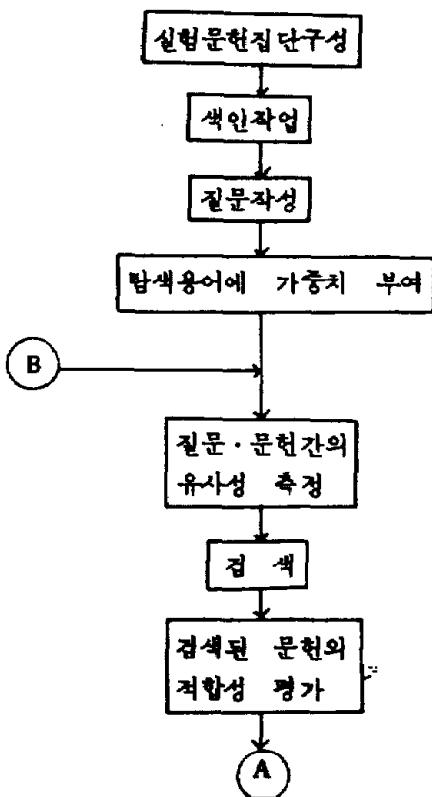 실험문헌집단구성
색인작업
질문작성
탐색용어에 가중치 부여
B
질문·문헌간의
유사성 측정
검 색
검색된 문헌의
적합성 평가
A